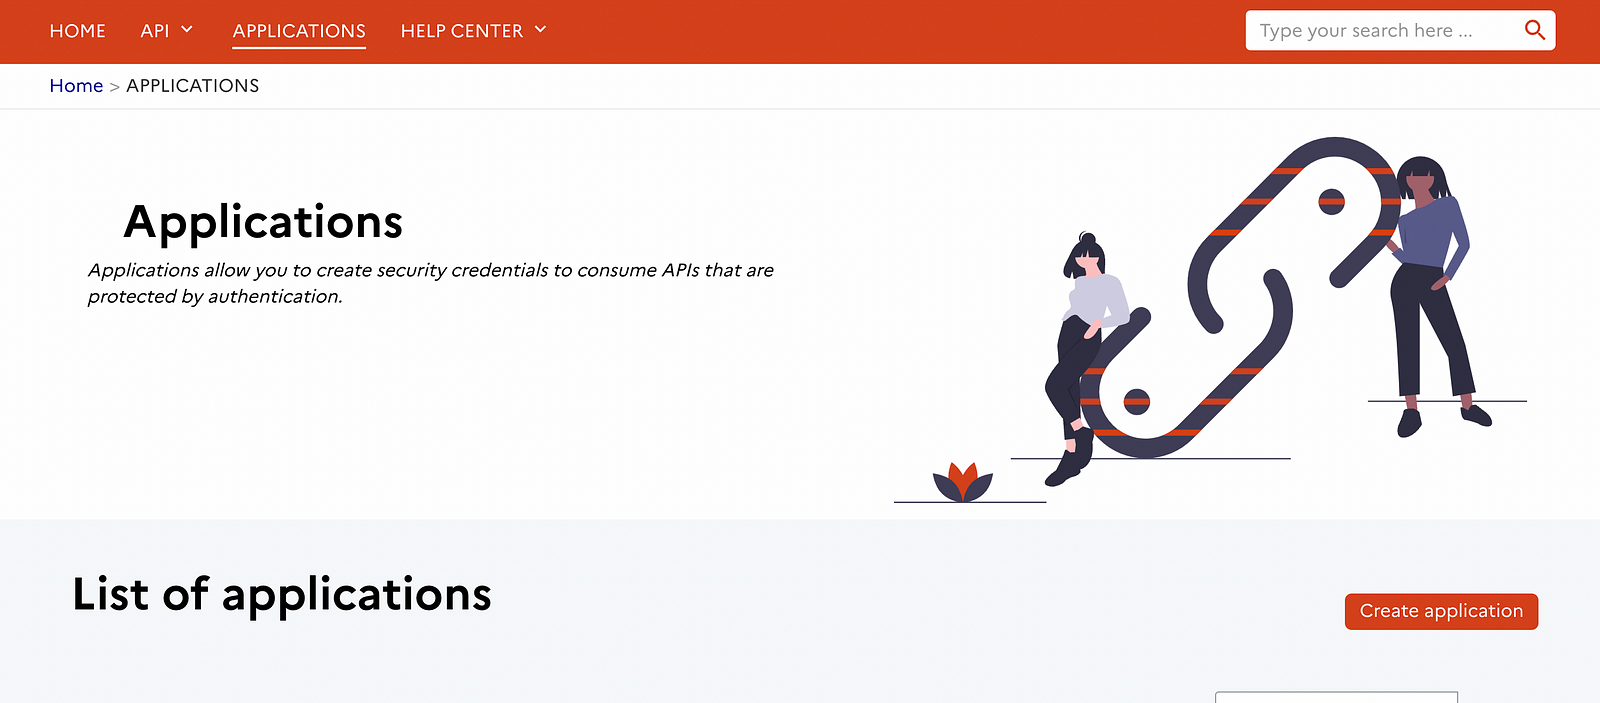 HOME API APPLICATIONS HELP CENTER Type your search here ...
Home > APPLICATIONS
Applications
Applications allow you to create security credentials to consume APIs that are
protected by authentication.
List of applications
Create application